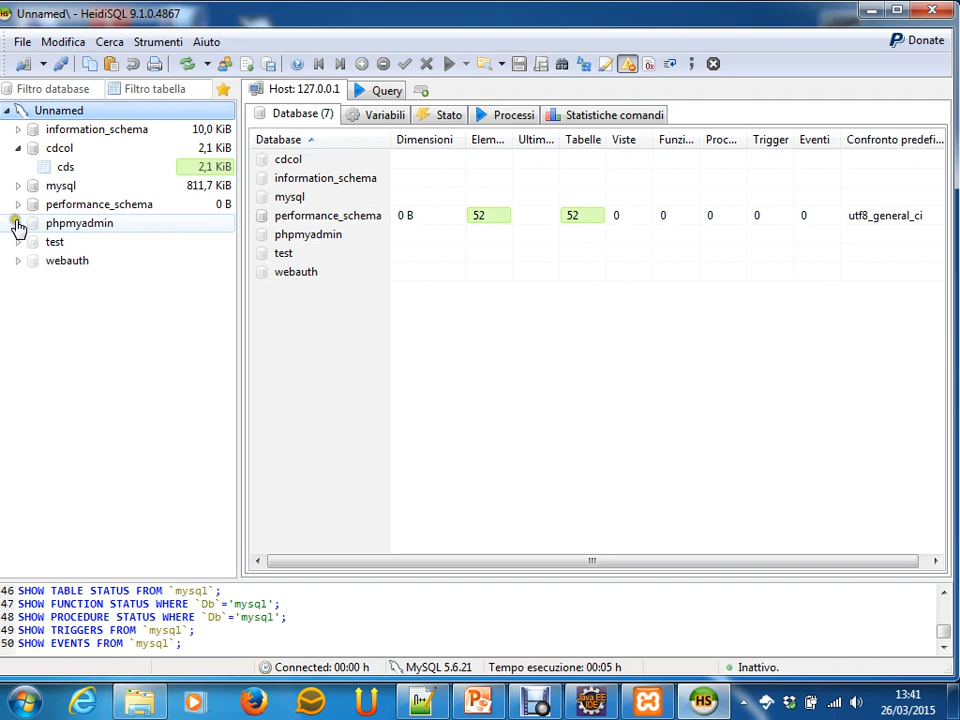 Unnamed\ - HeidiSQL 9.1.0.4867
File Modifica Cerca Strumenti Aiuto
Donate
Filtro database Filtro tabella
Host: 127.0.0.1 Query
Unnamed
information_schema 10,0 KiB
cdcol 2,1 KiB
cds 2,1 KiB
mysql 811,7 KiB
performance_schema 0 B
phpmyadmin
test
webauth
Database (7) Variabili Stato Processi Statistiche comandi
Database Dimensioni Elem... Ultim... Tabelle Viste Funzi... Proc... Trigger Eventi Confronto predefi...
cdcol
information_schema
mysql
performance_schema 0 B 52 52 0 0 0 0 0 utf8_general_ci
phpmyadmin
test
webauth
46 SHOW TABLE STATUS FROM `mysql`;
47 SHOW FUNCTION STATUS WHERE `Db`='mysql';
48 SHOW PROCEDURE STATUS WHERE `Db`='mysql';
49 SHOW TRIGGERS FROM `mysql`;
50 SHOW EVENTS FROM `mysql`;
Connected: 00:00 h MySQL 5.6.21 Tempo esecuzione: 00:05 h Inattivo.
Java EE
IDE
HS
13:41
26/03/2015